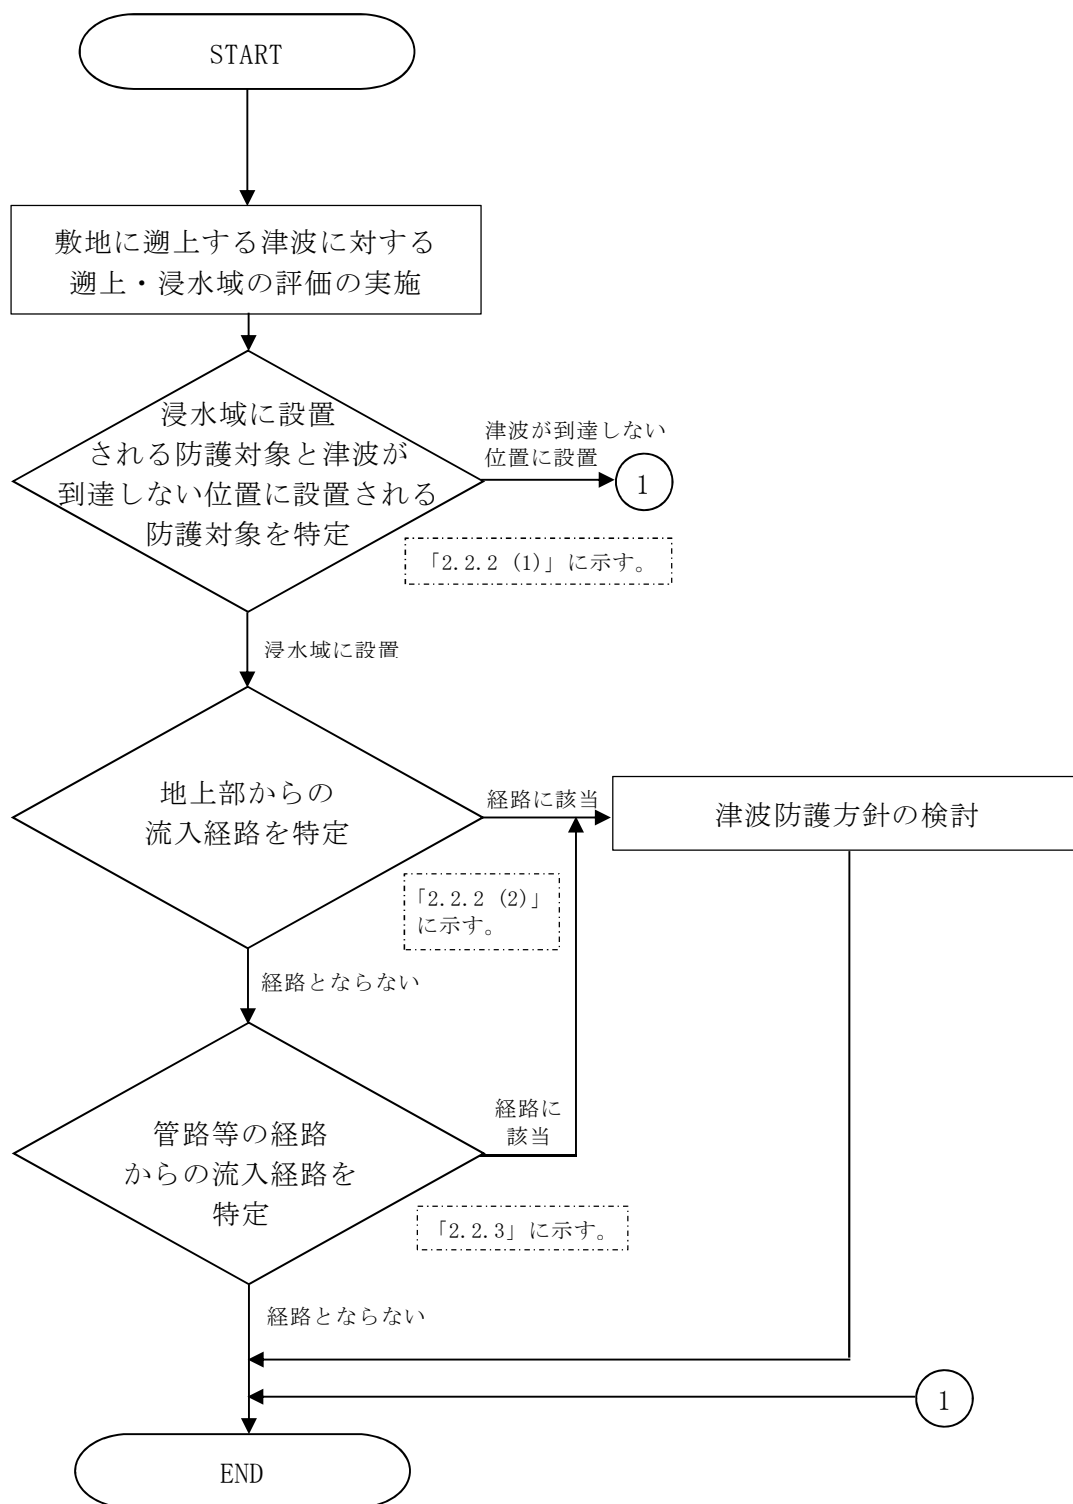 START
敷地に遡上する津波に対する
遡上・浸水域の評価の実施
浸水域に設置
される防護対象と津波が
到達しない位置に設置される
防護対象を特定
津波が到達しない
位置に設置
1
「2.2.2 (1)」に示す。
浸水域に設置
地上部からの
流入経路を特定
経路に該当
津波防護方針の検討
「2.2.2 (2)」
に示す。
経路とならない
管路等の経路
からの流入経路を
特定
経路に
該当
「2.2.3」に示す。
経路とならない
1
END